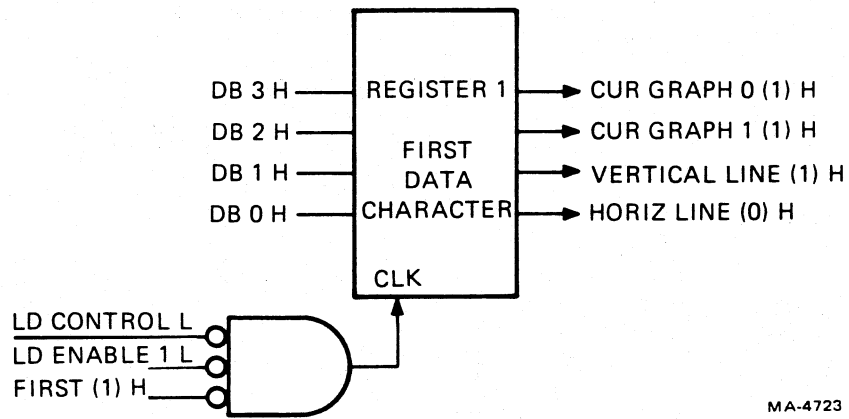 DB 3 H
DB 2 H
DB 1 H
DB 0 H
REGISTER 1
FIRST
DATA
CHARACTER
CLK
CUR GRAPH 0 (1) H
CUR GRAPH 1 (1) H
VERTICAL LINE (1) H
HORIZ LINE (0) H
LD CONTROL L
LD ENABLE 1 L
FIRST (1) H
MA-4723